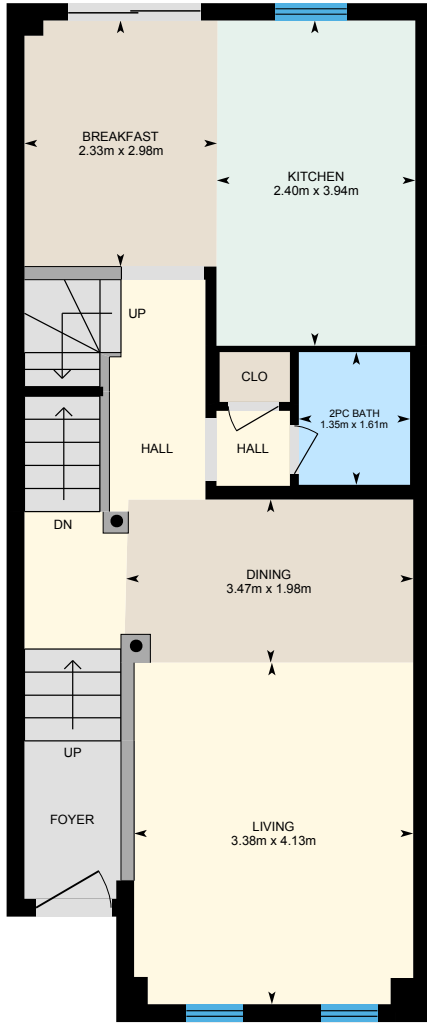 BREAKFAST
2.33m x 2.98m
KITCHEN
2.40m x 3.94m
UP
CLO
2PC BATH
1.35m x 1.61m
HALL
HALL
DN
DINING
3.47m x 1.98m
UP
FOYER
LIVING
3.38m x 4.13m